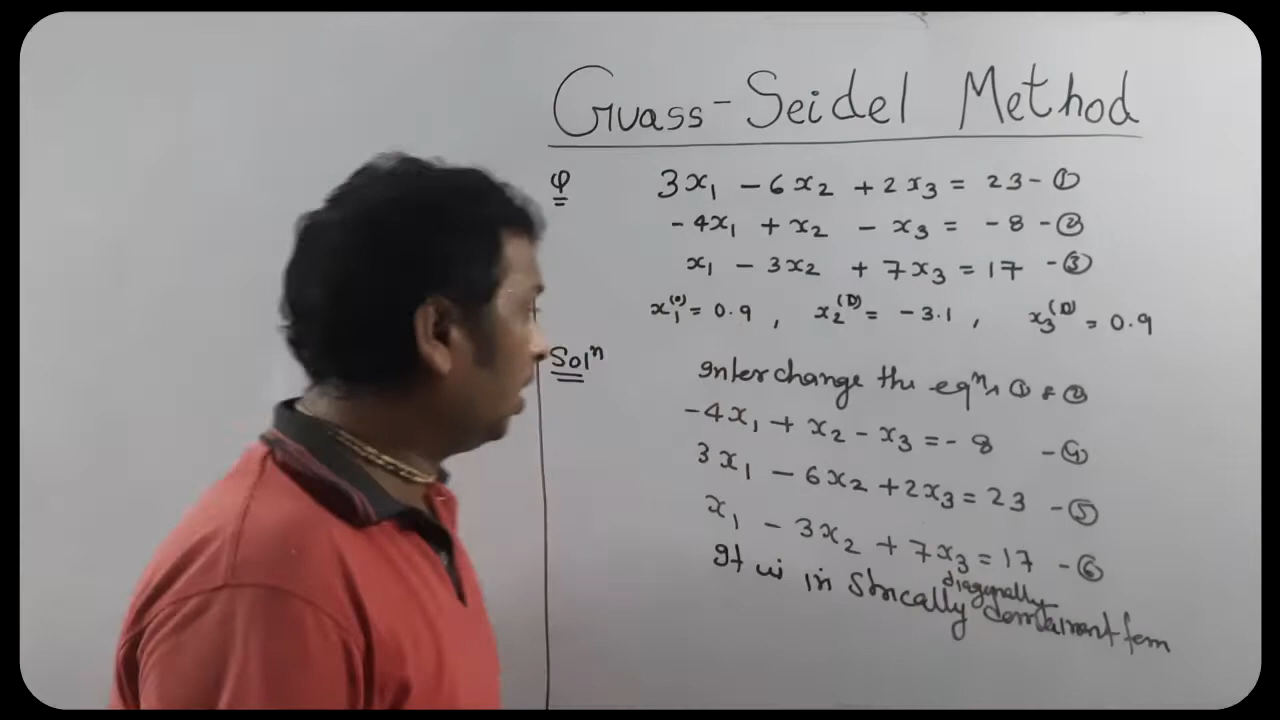 Guass-Seidel Method
Q 3x₁ - 6x₂ + 2x₃ = 23 - ①
-4x₁ + x₂ - x₃ = -8 - ②
x₁ - 3x₂ + 7x₃ = 17 - ③
x₁⁽⁰⁾ = 0.9 , x₂⁽⁰⁾ = -3.1 , x₃⁽⁰⁾ = 0.9
Solⁿ Interchange the eqⁿs ① & ②
-4x₁ + x₂ - x₃ = -8 - ④
3x₁ - 6x₂ + 2x₃ = 23 - ⑤
x₁ - 3x₂ + 7x₃ = 17 - ⑥
It is in strically diagonally form